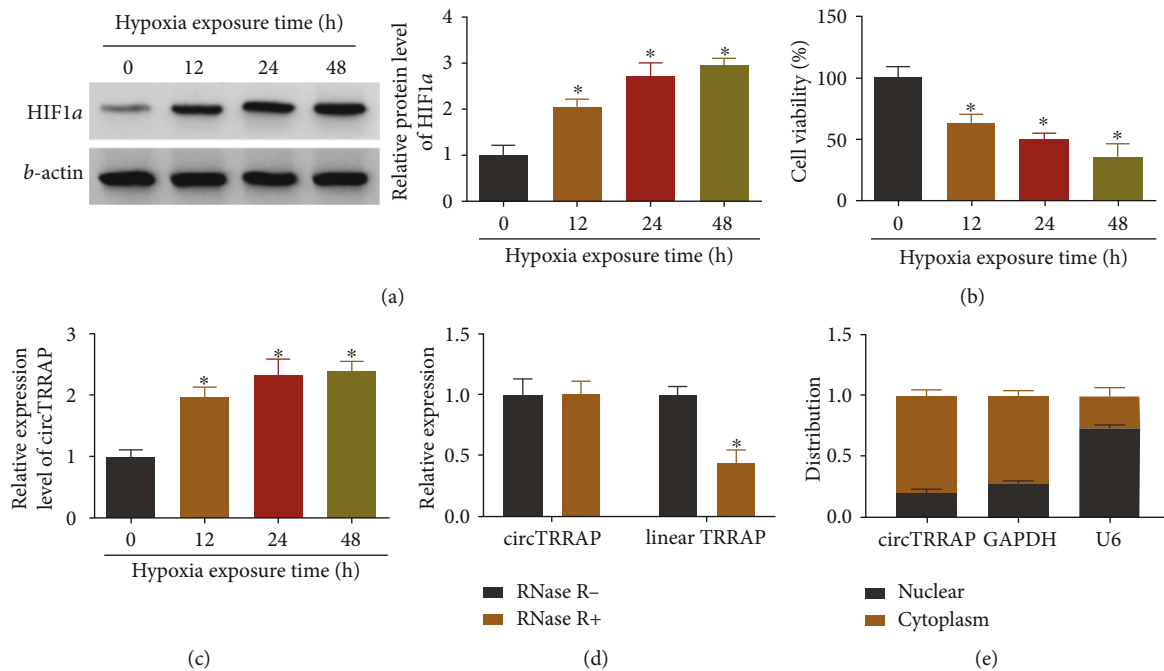 Hypoxia exposure time (h)
0 12 24 48
HIF1a
b-actin
Relative protein level
of HIF1a
4
3
2
1
0
* * *
0 12 24 48
Hypoxia exposure time (h)
(a)
Cell viability (%)
150
100
50
0
* * *
0 12 24 48
Hypoxia exposure time (h)
(b)
Relative expression
level of circTRRAP
3
2
1
0
* * *
0 12 24 48
Hypoxia exposure time (h)
(c)
Relative expression
1.5
1.0
0.5
0.0
*
circTRRAP linear TRRAP
RNase R–
RNase R+
(d)
Distribution
1.5
1.0
0.5
0.0
circTRRAP GAPDH U6
Nuclear
Cytoplasm
(e)